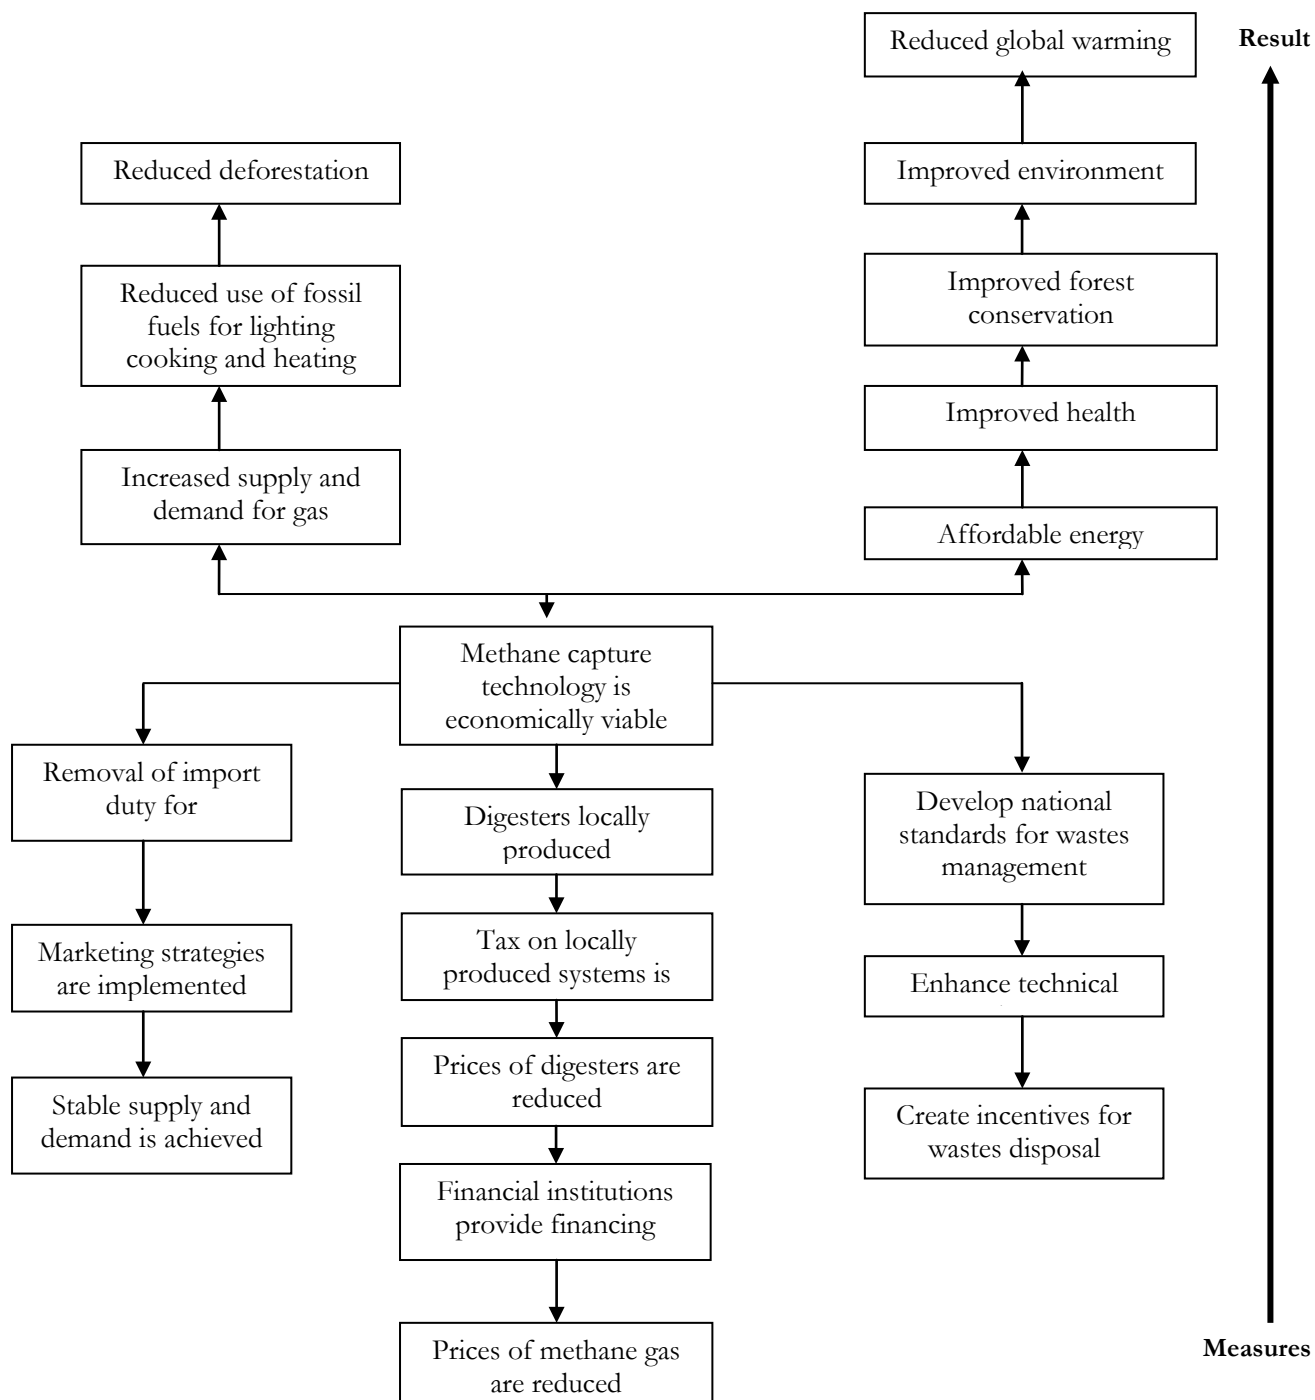 Reduced global warming
Result
Reduced deforestation
Improved environment
Reduced use of fossil
fuels for lighting
cooking and heating
Improved forest
conservation
Improved health
Increased supply and
demand for gas
Affordable energy
Methane capture
technology is
economically viable
Removal of import
duty for
Digesters locally
produced
Develop national
standards for wastes
management
Marketing strategies
are implemented
Tax on locally
produced systems is
Enhance technical
Prices of digesters are
reduced
Stable supply and
demand is achieved
Create incentives for
wastes disposal
Financial institutions
provide financing
Prices of methane gas
are reduced
Measures